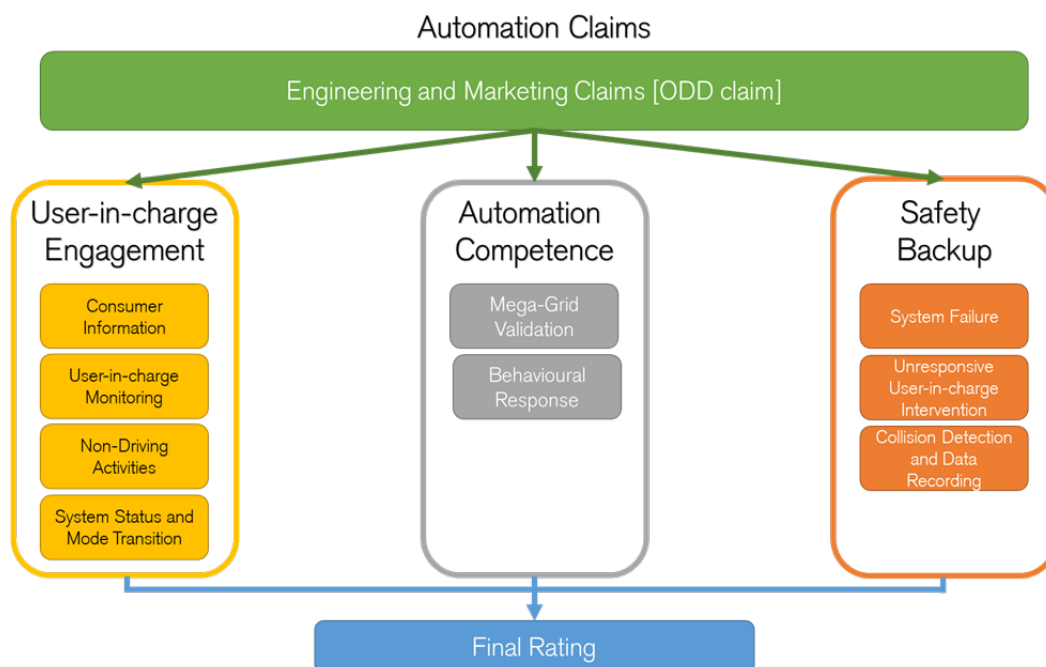 Automation Claims
Engineering and Marketing Claims [ODD claim]
User-in-charge
Engagement
Consumer
Information
User-in-charge
Monitoring
Non-Driving
Activities
System Status and
Mode Transition
Automation
Competence
Mega-Grid
Validation
Behavioural
Response
Safety
Backup
System Failure
Unresponsive
User-in-charge
Intervention
Collision Detection
and Data
Recording
Final Rating